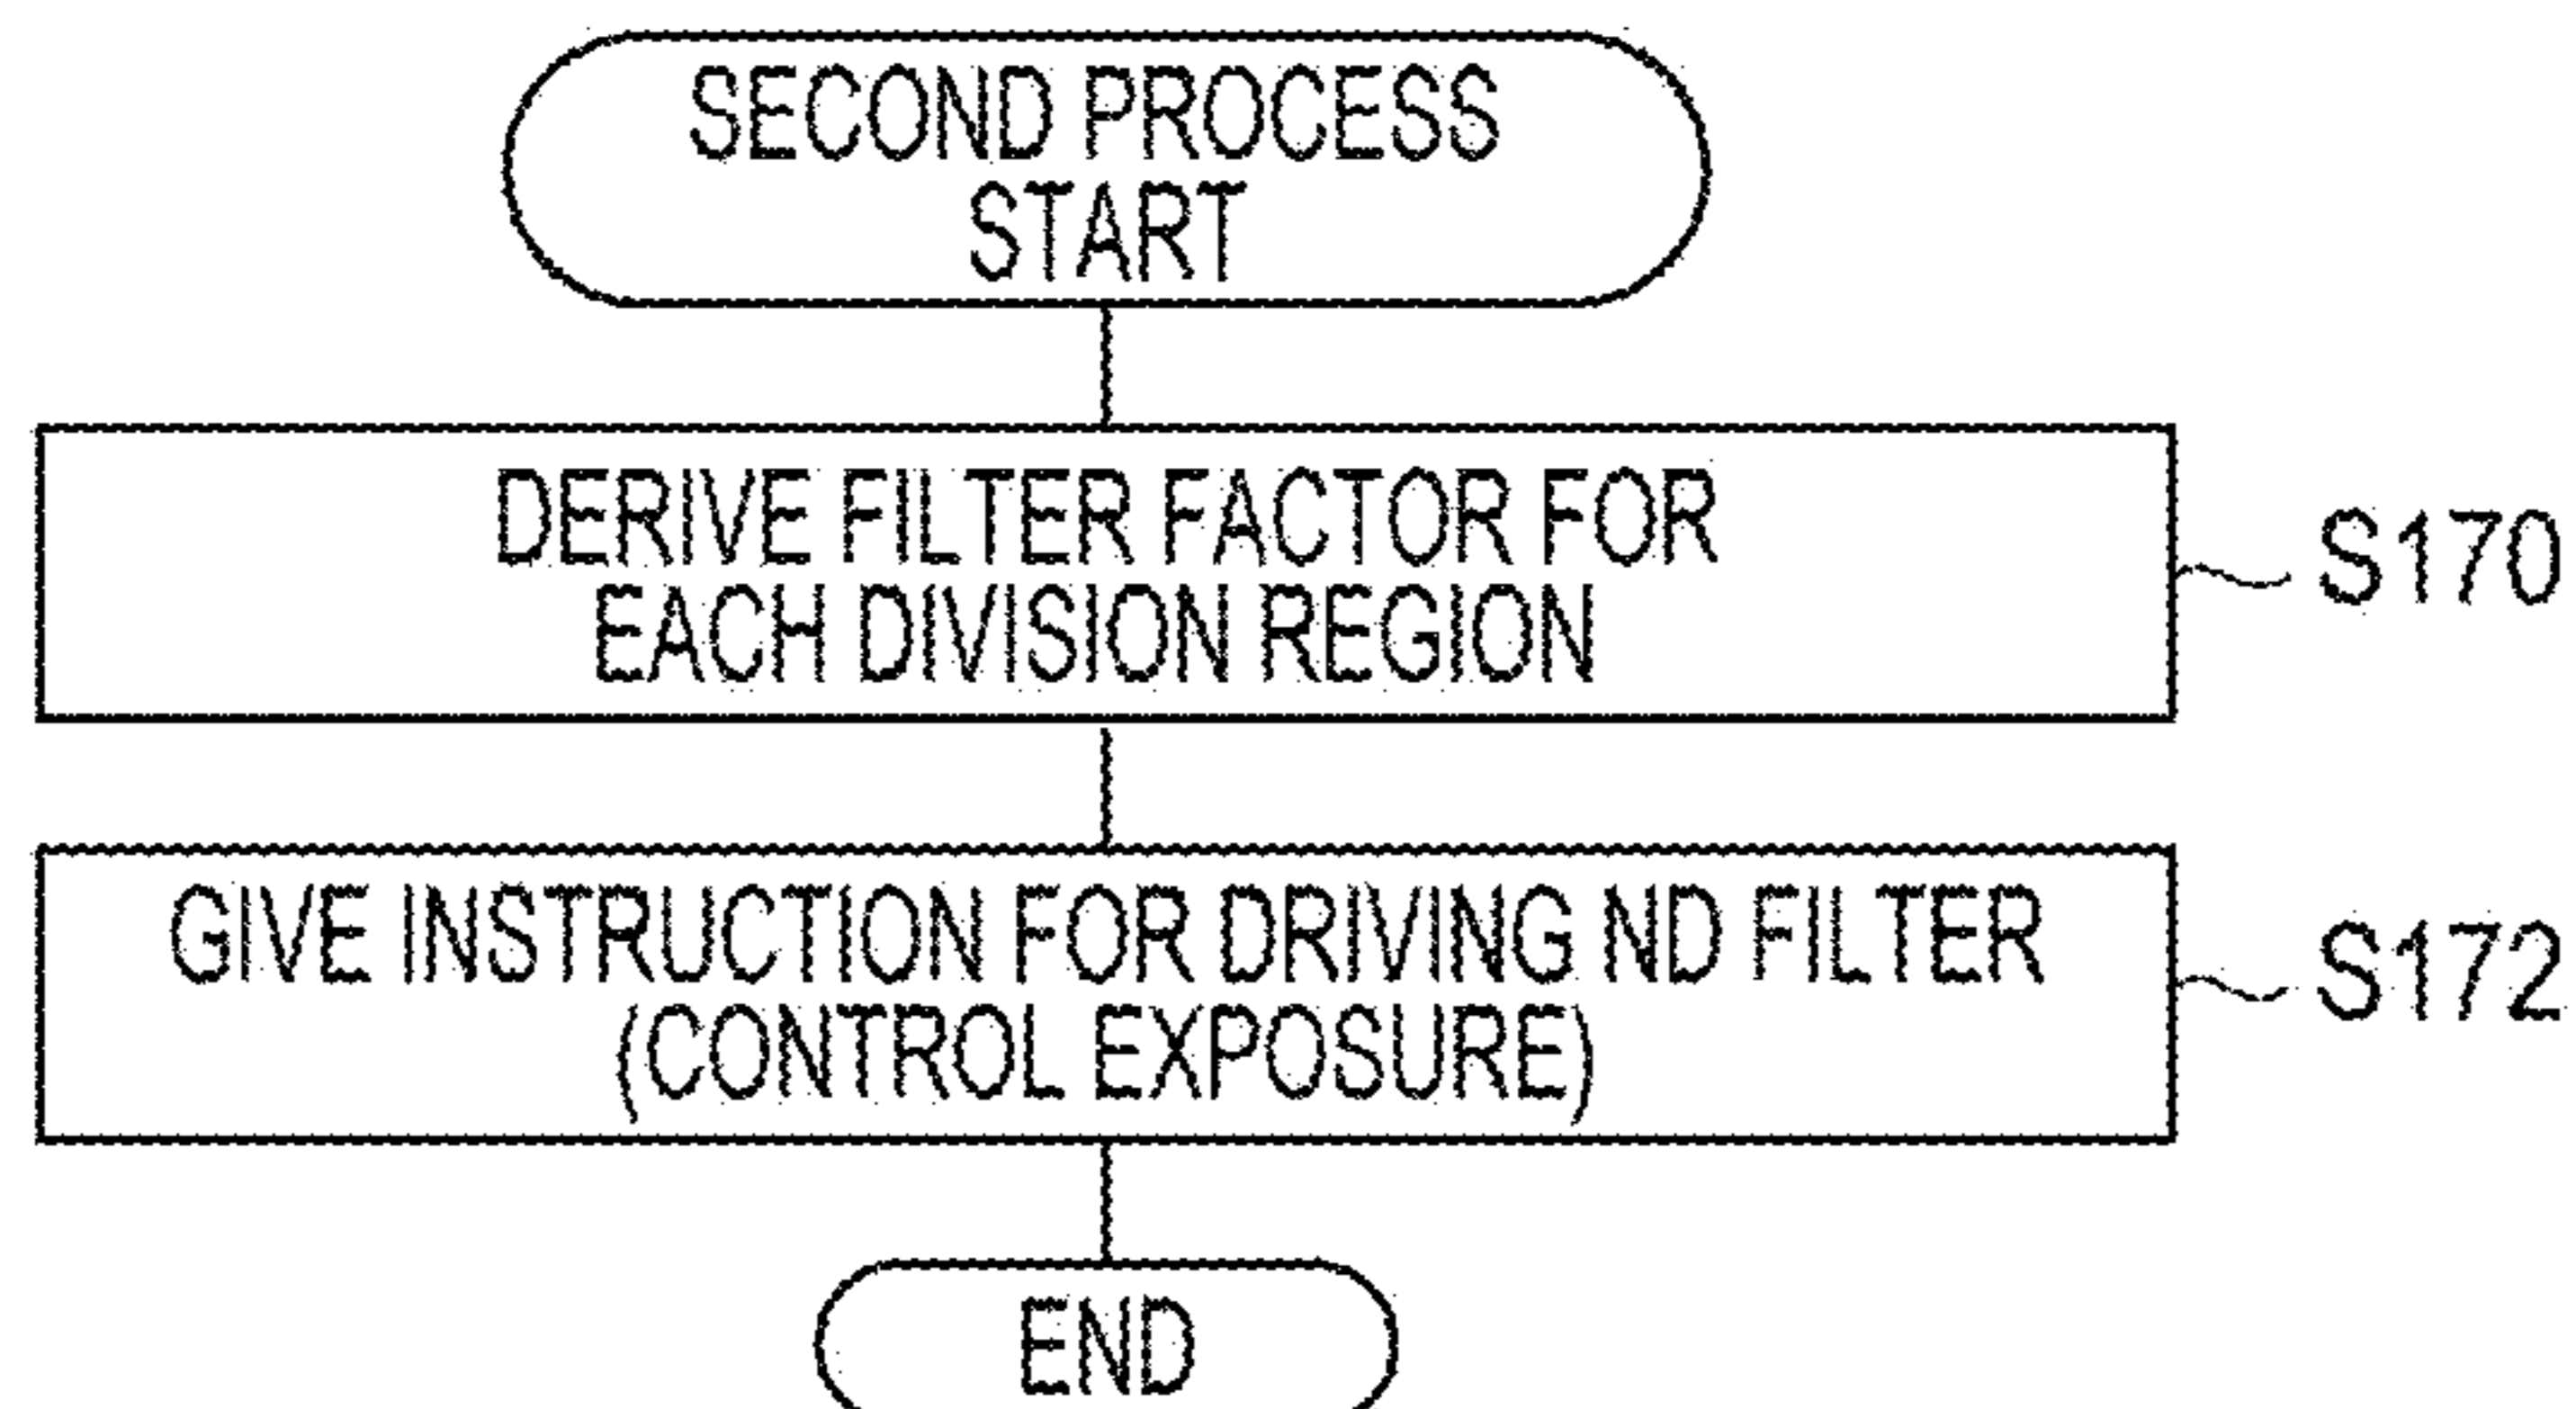 SECOND PROCESS
START
DERIVE FILTER FACTOR FOR
EACH DIVISION REGION
S170
GIVE INSTRUCTION FOR DRIVING ND FILTER
(CONTROL EXPOSURE)
S172
END